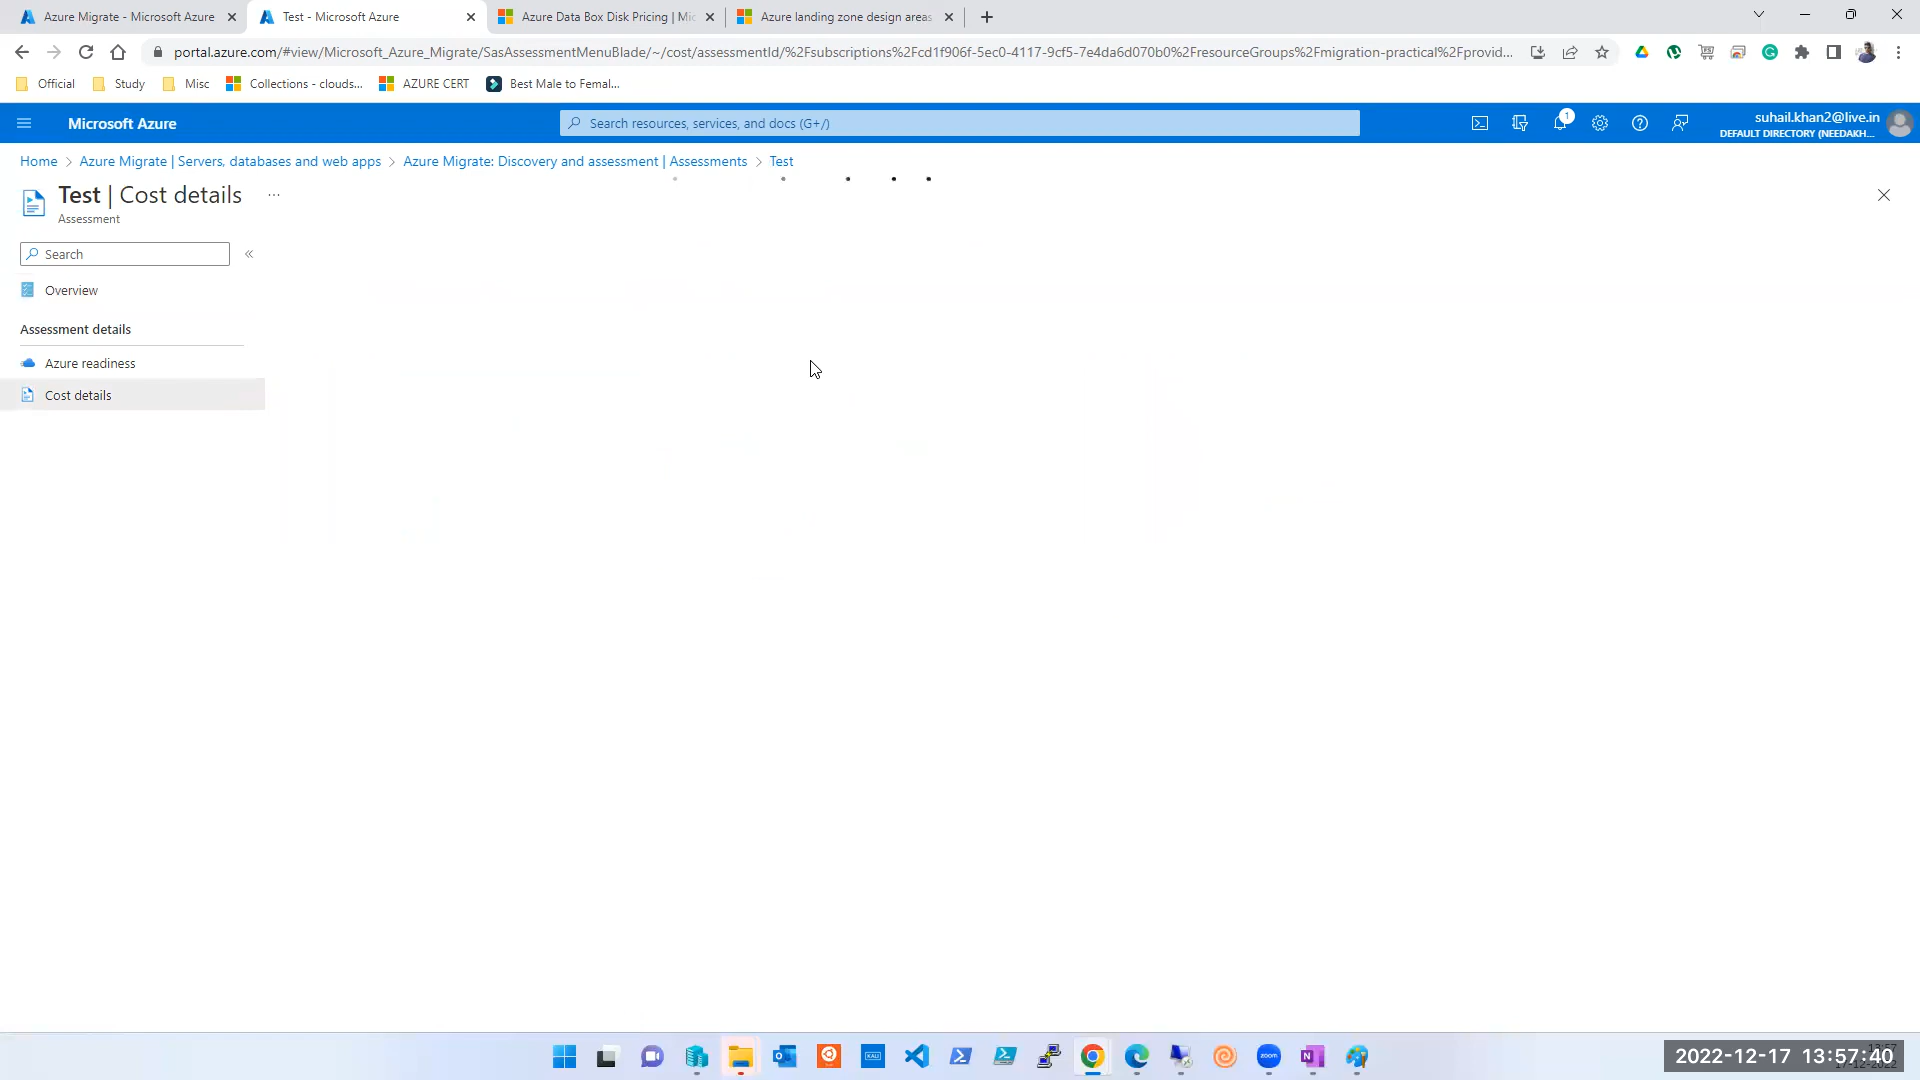 Azure Migrate - Microsoft Azure
Test - Microsoft Azure
Azure Data Box Disk Pricing | Mic
Azure landing zone design areas
portal.azure.com/#view/Microsoft_Azure_Migrate/SasAssessmentMenuBlade/~/cost/assessmentId/%2Fsubscriptions%2Fcd1f906f-5ec0-4117-9cf5-7e4da6d070b0%2FresourceGroups%2Fmigration-practical%2Fprovid...
Official
Study
Misc
Collections - clouds...
AZURE CERT
Best Male to Femal...
Microsoft Azure
Search resources, services, and docs (G+/)
1
suhail.khan2@live.in
DEFAULT DIRECTORY (NEEDAKH...
Home > Azure Migrate | Servers, databases and web apps > Azure Migrate: Discovery and assessment | Assessments > Test
Test | Cost details ...
Assessment
Search
Overview
Assessment details
Azure readiness
Cost details
KALI
zoom
2022-12-17 13:57:40